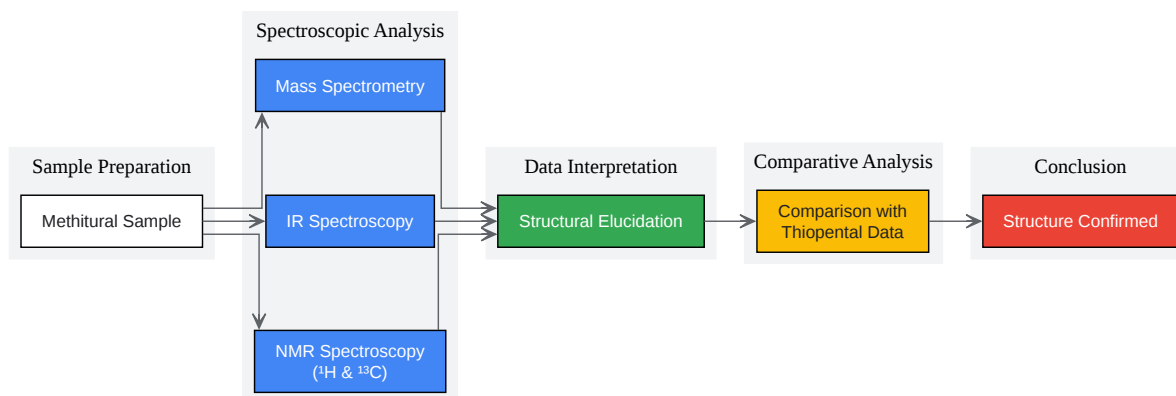 Sample Preparation
Methitural Sample
Spectroscopic Analysis
Mass Spectrometry
IR Spectroscopy
NMR Spectroscopy
(¹H & ¹³C)
Data Interpretation
Structural Elucidation
Comparative Analysis
Comparison with
Thiopental Data
Conclusion
Structure Confirmed